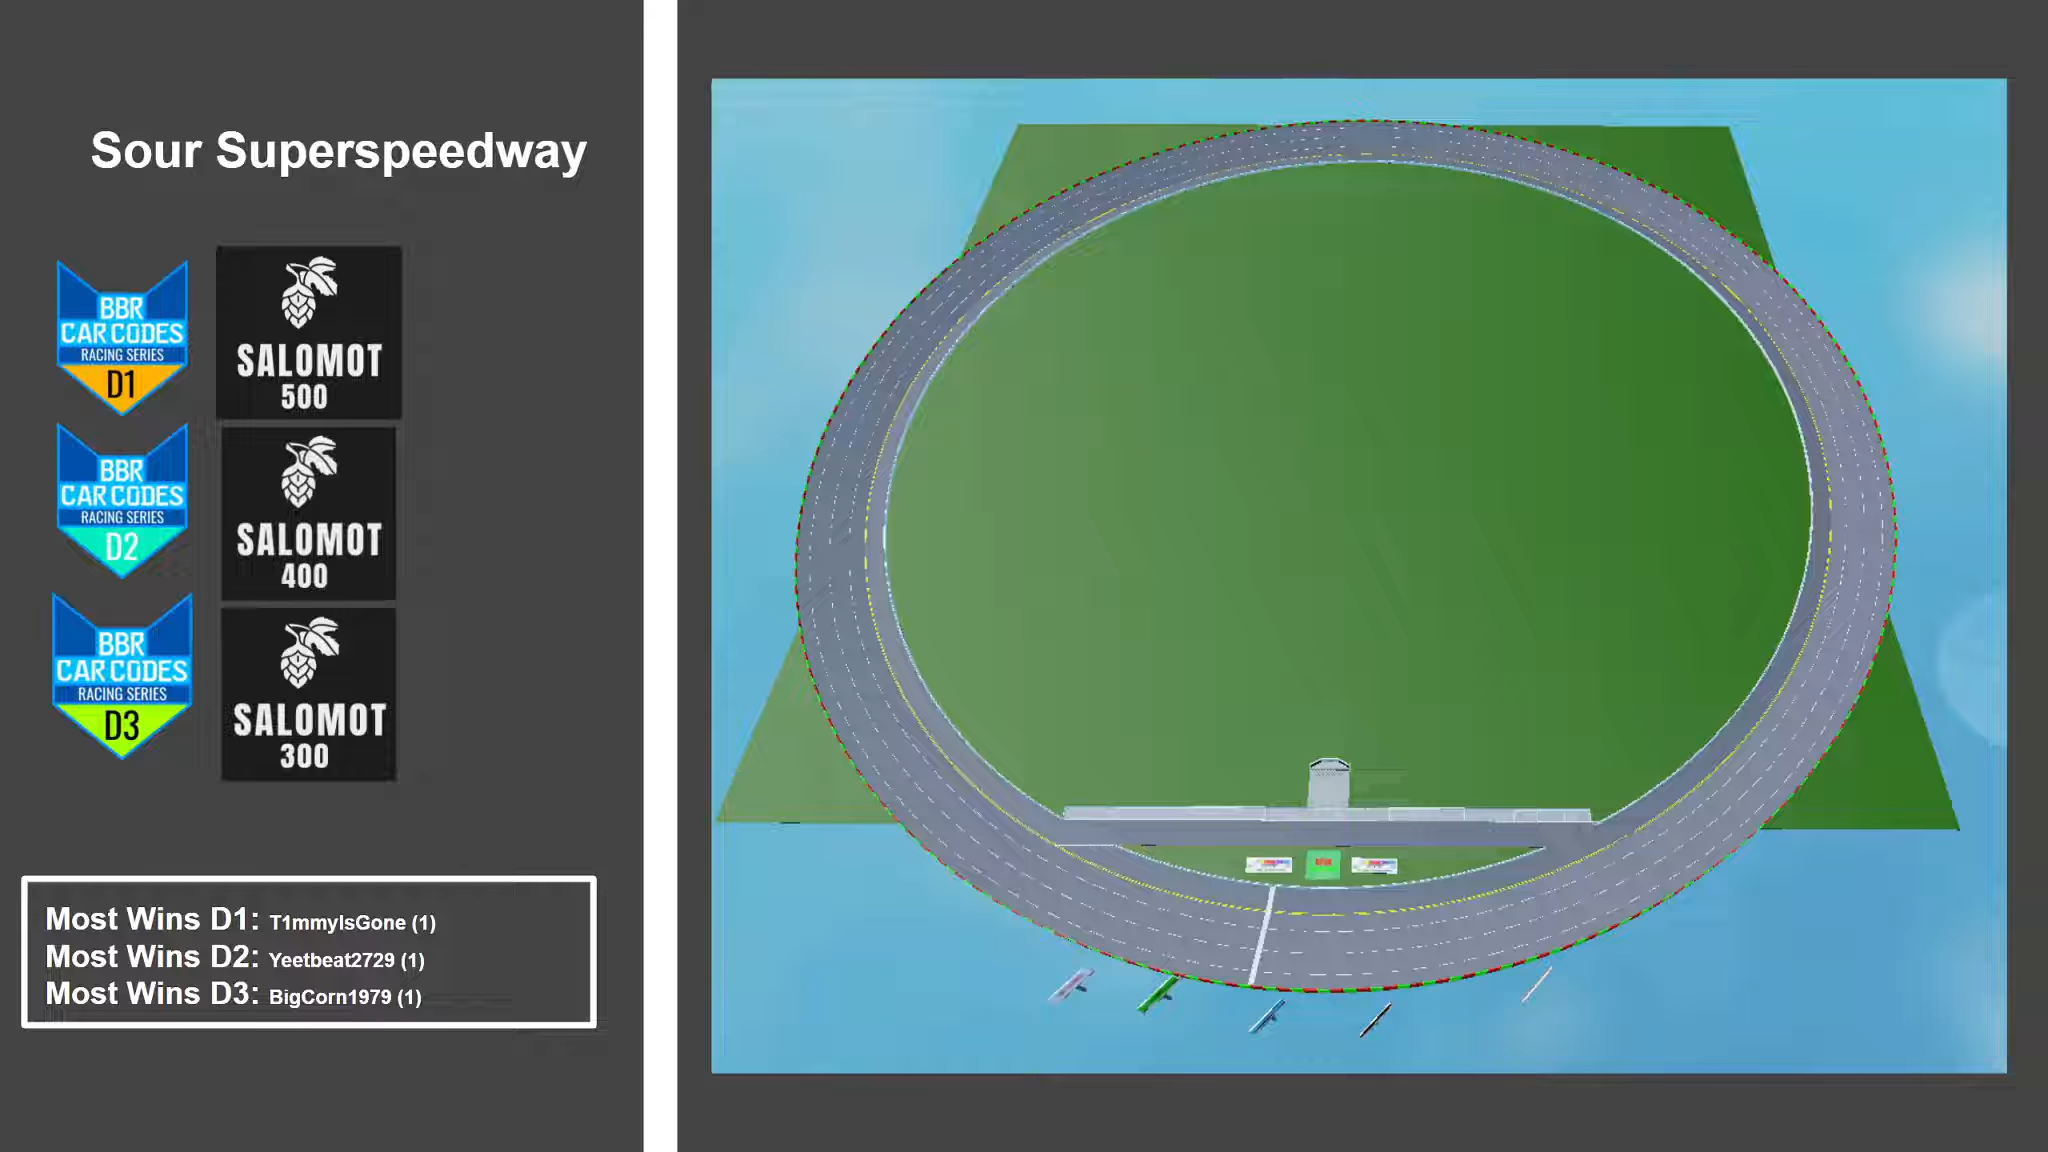 Sour Superspeedway
BBR
CAR CODES
RACING SERIES
D1
SALOMOT
500
BBR
CAR CODES
RACING SERIES
D2
SALOMOT
400
BBR
CAR CODES
RACING SERIES
D3
SALOMOT
300
Most Wins D1: T1mmyIsGone (1)
Most Wins D2: Yeetbeat2729 (1)
Most Wins D3: BigCorn1979 (1)